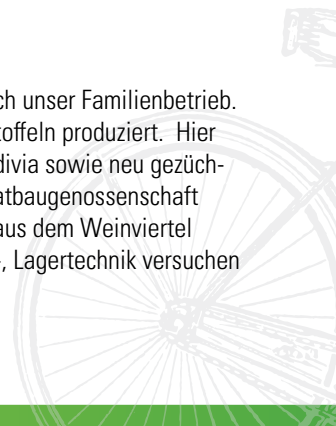 ch unser Familienbetrieb.
toffeln produziert.  Hier
divia sowie neu gezüch-
atbaugenossenschaft
aus dem Weinviertel
-, Lagertechnik versuchen